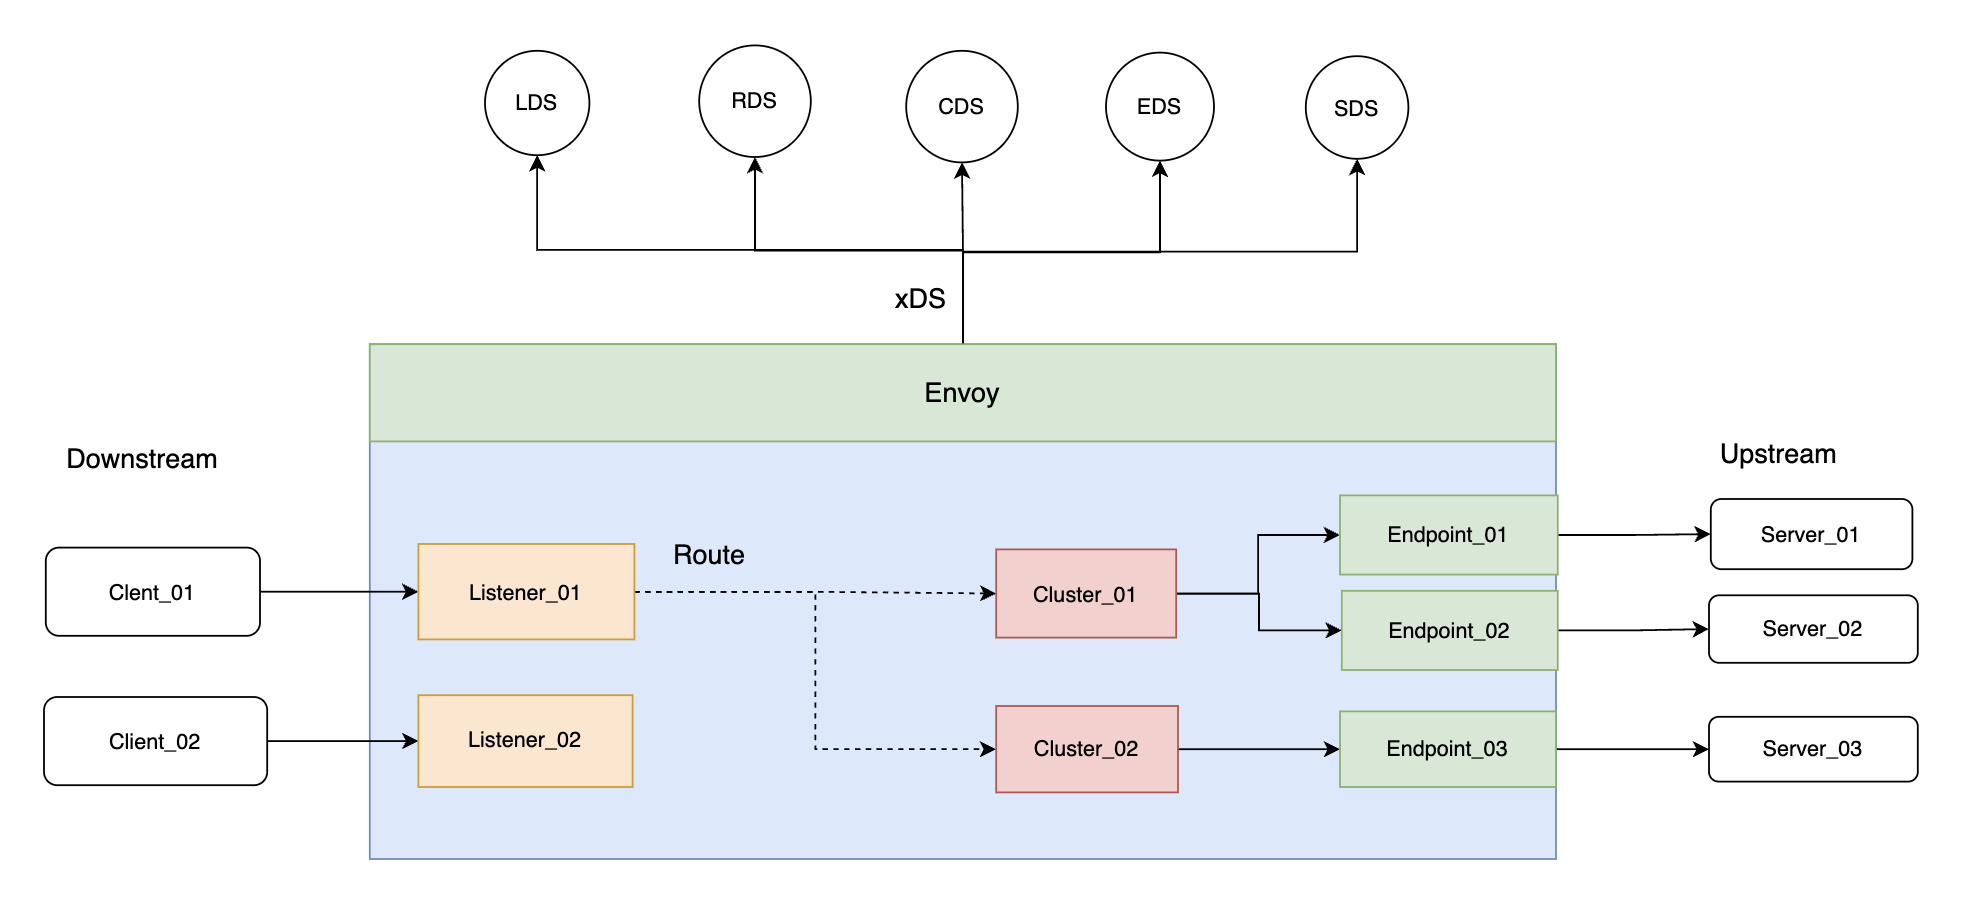 LDS
RDS
CDS
EDS
SDS
xDS
Envoy
Downstream
Upstream
Route
Clent_01
Listener_01
Cluster_01
Endpoint_01
Server_01
Endpoint_02
Server_02
Client_02
Listener_02
Cluster_02
Endpoint_03
Server_03